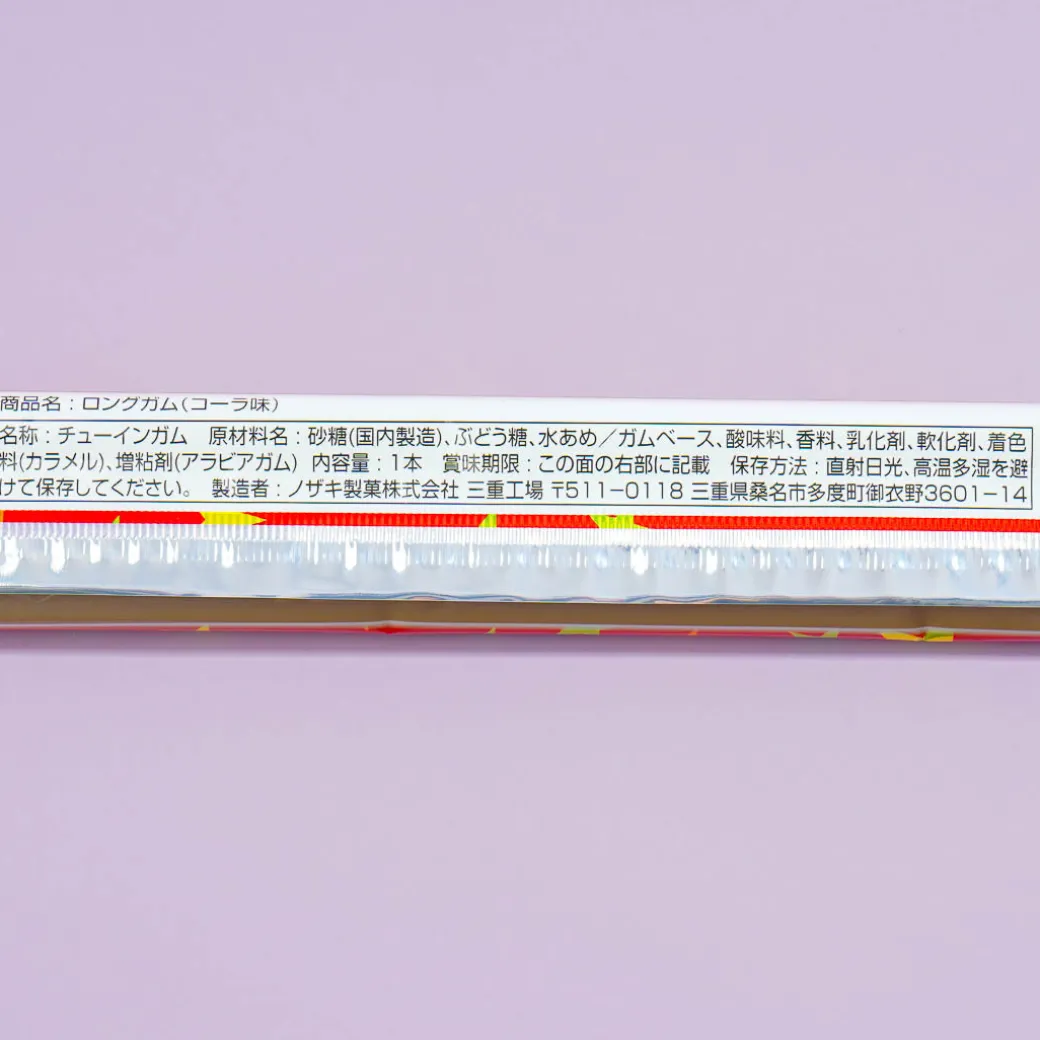 商品名：ロングガム(コーラ味)
名称：チューインガム　原材料名：砂糖(国内製造)、ぶどう糖、水あめ／ガムベース、酸味料、香料、乳化剤、軟化剤、着色
料(カラメル)、増粘剤(アラビアガム)　内容量：1本　賞味期限：この面の右部に記載　保存方法：直射日光、高温多湿を避
けて保存してください。　製造者：ノザキ製菓株式会社 三重工場 〒511−0118 三重県桑名市多度町御衣野3601−14